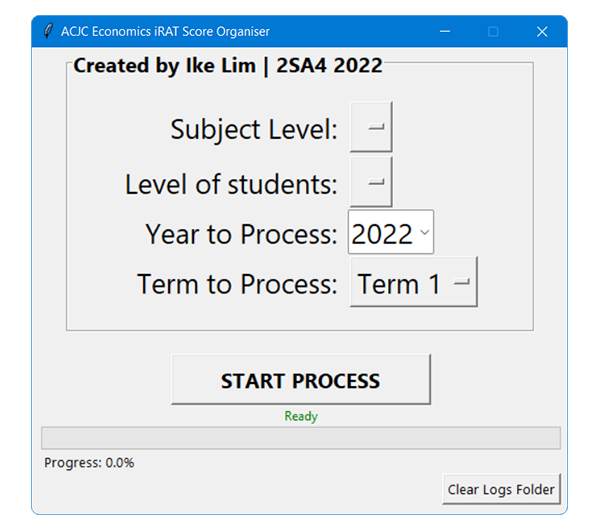 ACJC Economics iRAT Score Organiser
Created by Ike Lim | 2SA4 2022
Subject Level:
Level of students:
Year to Process: 2022
Term to Process: Term 1
START PROCESS
Ready
Progress: 0.0%
Clear Logs Folder